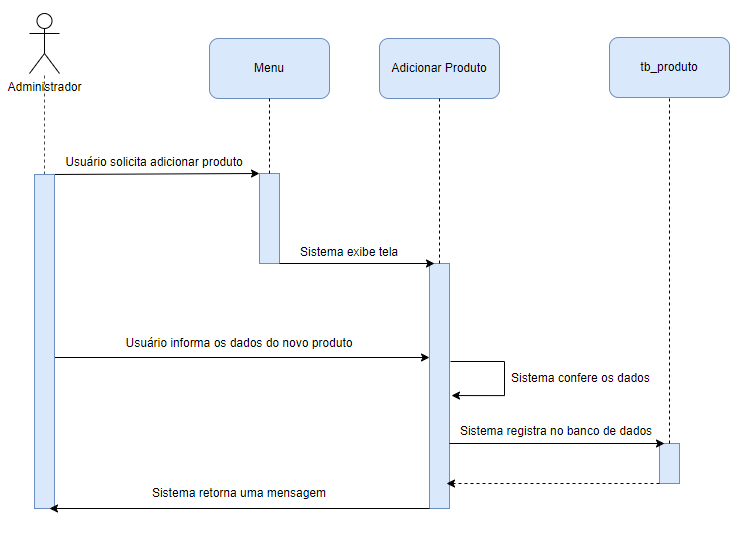 Administrador
Menu
Adicionar Produto
tb_produto
Usuário solicita adicionar produto
Sistema exibe tela
Usuário informa os dados do novo produto
Sistema confere os dados
Sistema registra no banco de dados
Sistema retorna uma mensagem